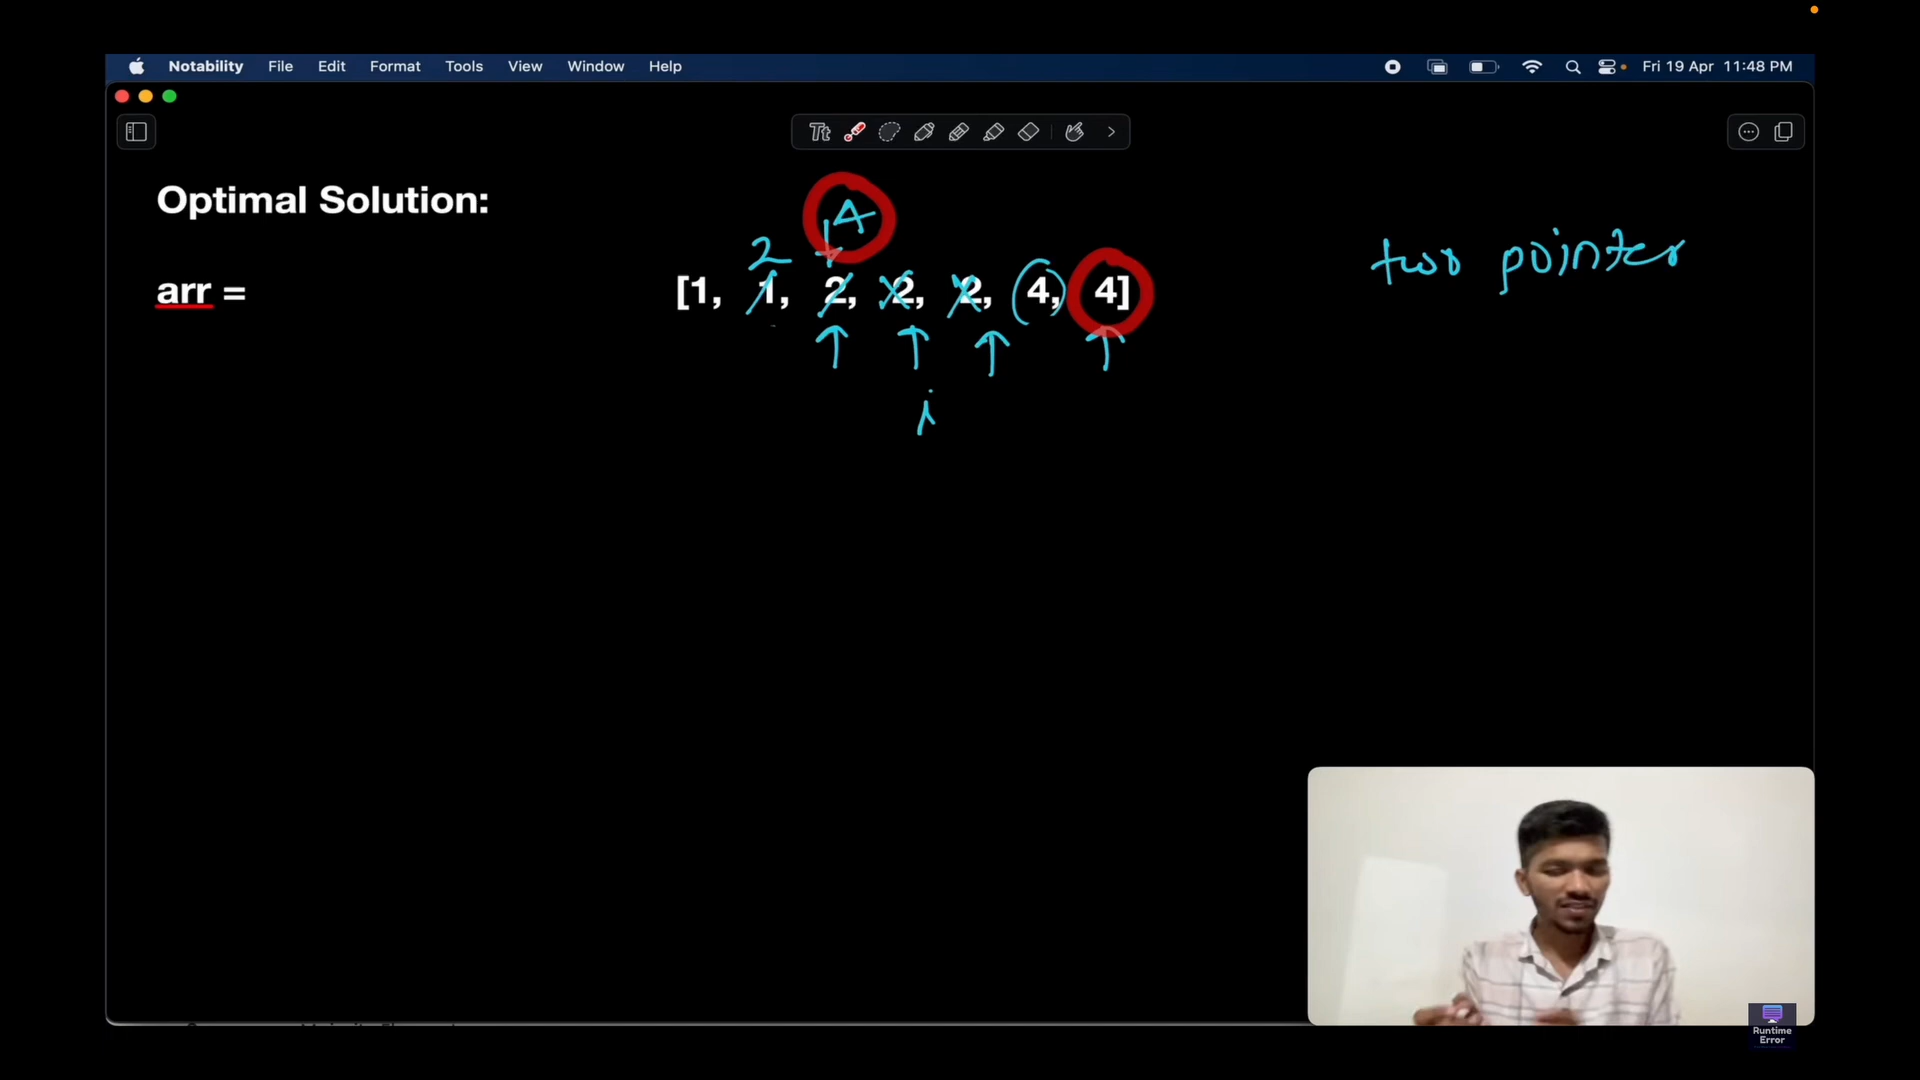 Notability File Edit Format Tools View Window Help Fri 19 Apr 11:48 PM
Tt
Optimal Solution:
4
2
two pointer
arr = [1, 1, 2, 2, 2, 4, 4]
i
Runtime
Error